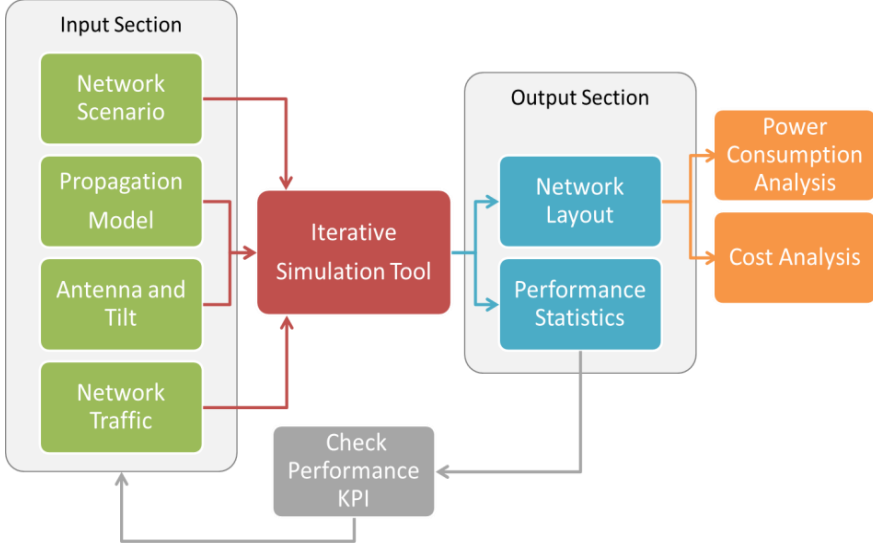 Input Section
Network
Scenario
Propagation
Model
Antenna and
Tilt
Network
Traffic
Iterative
Simulation Tool
Output Section
Network
Layout
Performance
Statistics
Power
Consumption
Analysis
Cost Analysis
Check
Performance
KPI